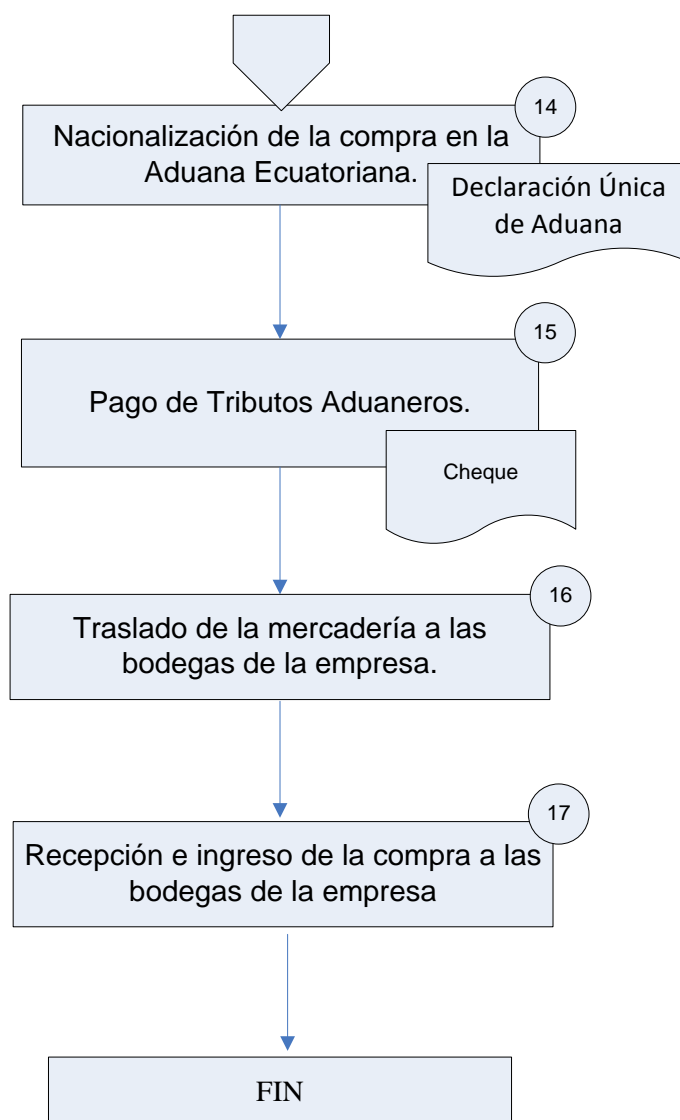 14
Nacionalización de la compra en la
Aduana Ecuatoriana.
Declaración Única
de Aduana
15
Pago de Tributos Aduaneros.
Cheque
16
Traslado de la mercadería a las
bodegas de la empresa.
17
Recepción e ingreso de la compra a las
bodegas de la empresa
FIN